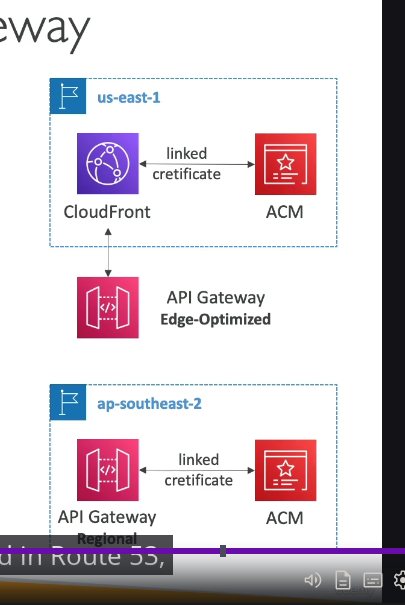 eway
us-east-1
linked
cretificate
CloudFront
ACM
API Gateway
Edge-Optimized
ap-southeast-2
linked
cretificate
API Gateway
ACM
Regional
d in Route 53,